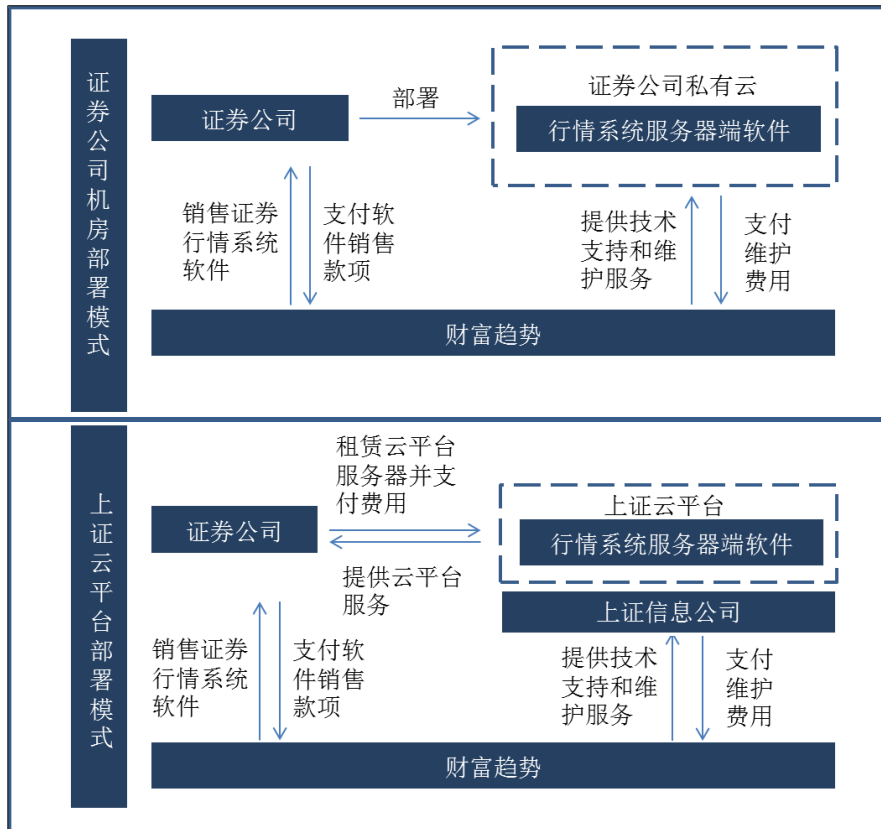 证券公司机房部署模式
证券公司私有云
部署
证券公司
行情系统服务器端软件
销售证券
行情系统
软件
支付软
件销售
款项
提供技术
支持和维
护服务
支付
维护
费用
财富趋势
上证云平台部署模式
租赁云平台
服务器并支
付费用
证券公司
上证云平台
行情系统服务器端软件
提供云平台
服务
上证信息公司
销售证券
行情系统
软件
支付软
件销售
款项
提供技术
支持和维
护服务
支付
维护
费用
财富趋势